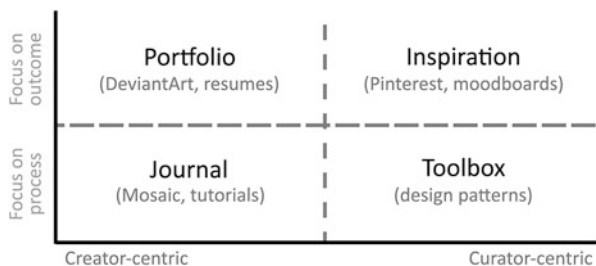 Focus on
outcome
Portfolio
(DeviantArt, resumes)
Inspiration
(Pinterest, moodboards)
Focus on
process
Journal
(Mosaic, tutorials)
Toolbox
(design patterns)
Creator-centric
Curator-centric